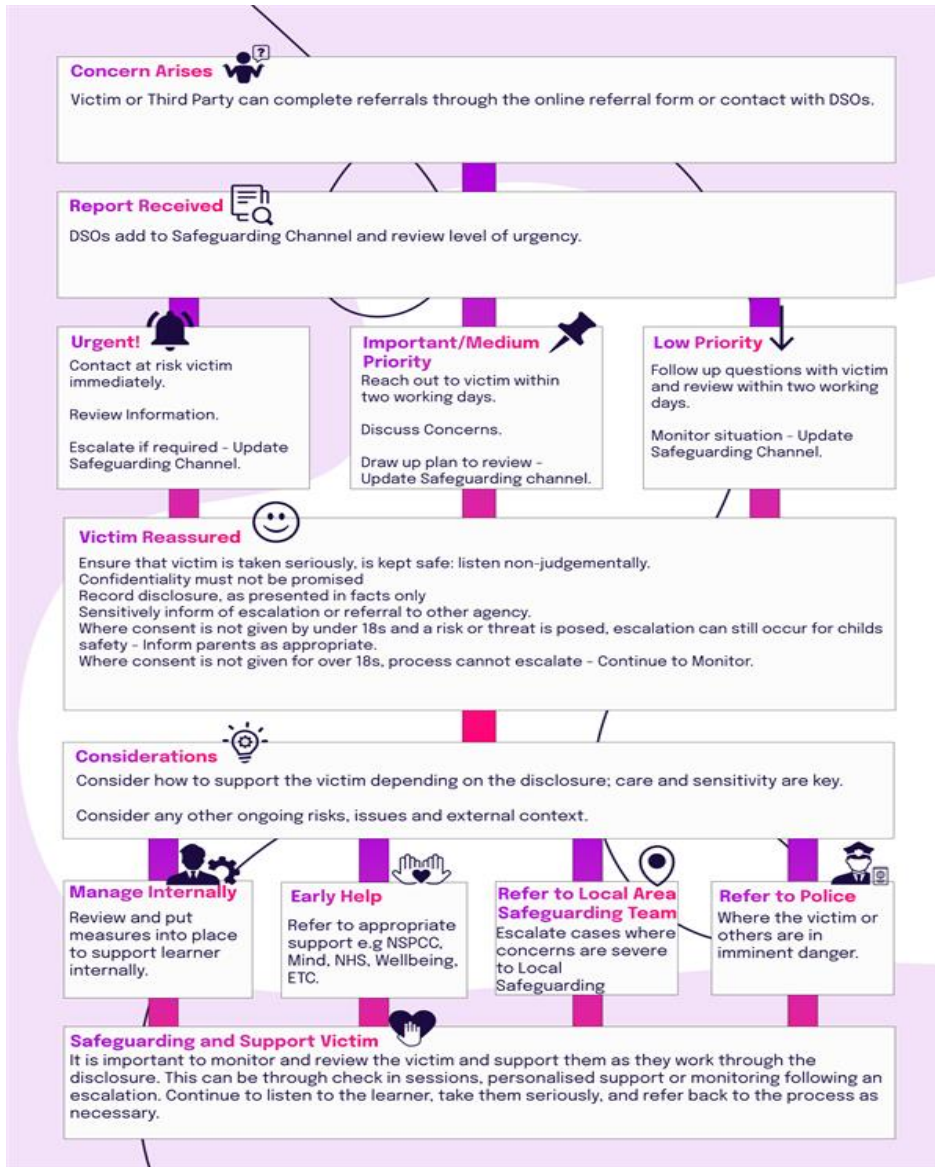 Concern Arises
?
Victim or Third Party can complete referrals through the online referral form or contact with DSOs.
Report Received
DSOs add to Safeguarding Channel and review level of urgency.
Urgent!
Contact at risk victim
immediately.
Review Information.
Escalate if required - Update
Safeguarding Channel.
Important/Medium
Priority
Reach out to victim within
two working days.
Discuss Concerns.
Draw up plan to review -
Update Safeguarding channel.
Low Priority
Follow up questions with victim
and review within two working
days.
Monitor situation - Update
Safeguarding Channel.
Victim Reassured
Ensure that victim is taken seriously, is kept safe: listen non-judgementally.
Confidentiality must not be promised
Record disclosure, as presented in facts only
Sensitively inform of escalation or referral to other agency.
Where consent is not given by under 18s and a risk or threat is posed, escalation can still occur for childs
safety - Inform parents as appropriate.
Where consent is not given for over 18s, process cannot escalate - Continue to Monitor.
Considerations
Consider how to support the victim depending on the disclosure; care and sensitivity are key.
Consider any other ongoing risks, issues and external context.
Manage Internally
Review and put
measures into place
to support learner
internally.
Early Help
Refer to appropriate
support e.g NSPCC,
Mind, NHS, Wellbeing,
ETC.
Refer to Local Area
Safeguarding Team
Escalate cases where
concerns are severe
to Local
Safeguarding
Refer to Police
Where the victim or
others are in
imminent danger.
Safeguarding and Support Victim
It is important to monitor and review the victim and support them as they work through the
disclosure. This can be through check in sessions, personalised support or monitoring following an
escalation. Continue to listen to the learner, take them seriously, and refer back to the process as
necessary.